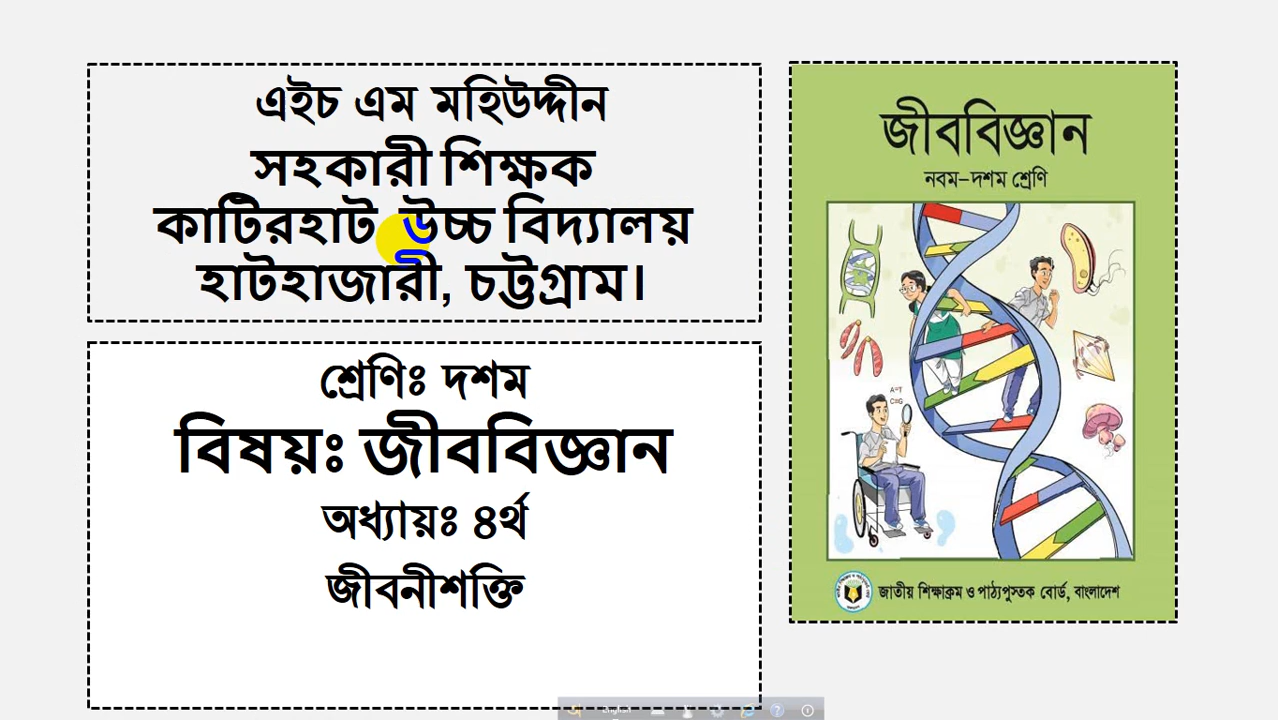 এইচ এম মহিউদ্দীন
সহকারী শিক্ষক
কাটিরহাট উচ্চ বিদ্যালয়
হাটহাজারী, চট্টগ্রাম।
শ্রেণিঃ দশম
বিষয়ঃ জীববিজ্ঞান
অধ্যায়ঃ ৪র্থ
জীবনীশক্তি
জীববিজ্ঞান
নবম-দশম শ্রেণি
A=T
C=G
জাতীয় শিক্ষাক্রম ও পাঠ্যপুস্তক বোর্ড, বাংলাদেশ
English